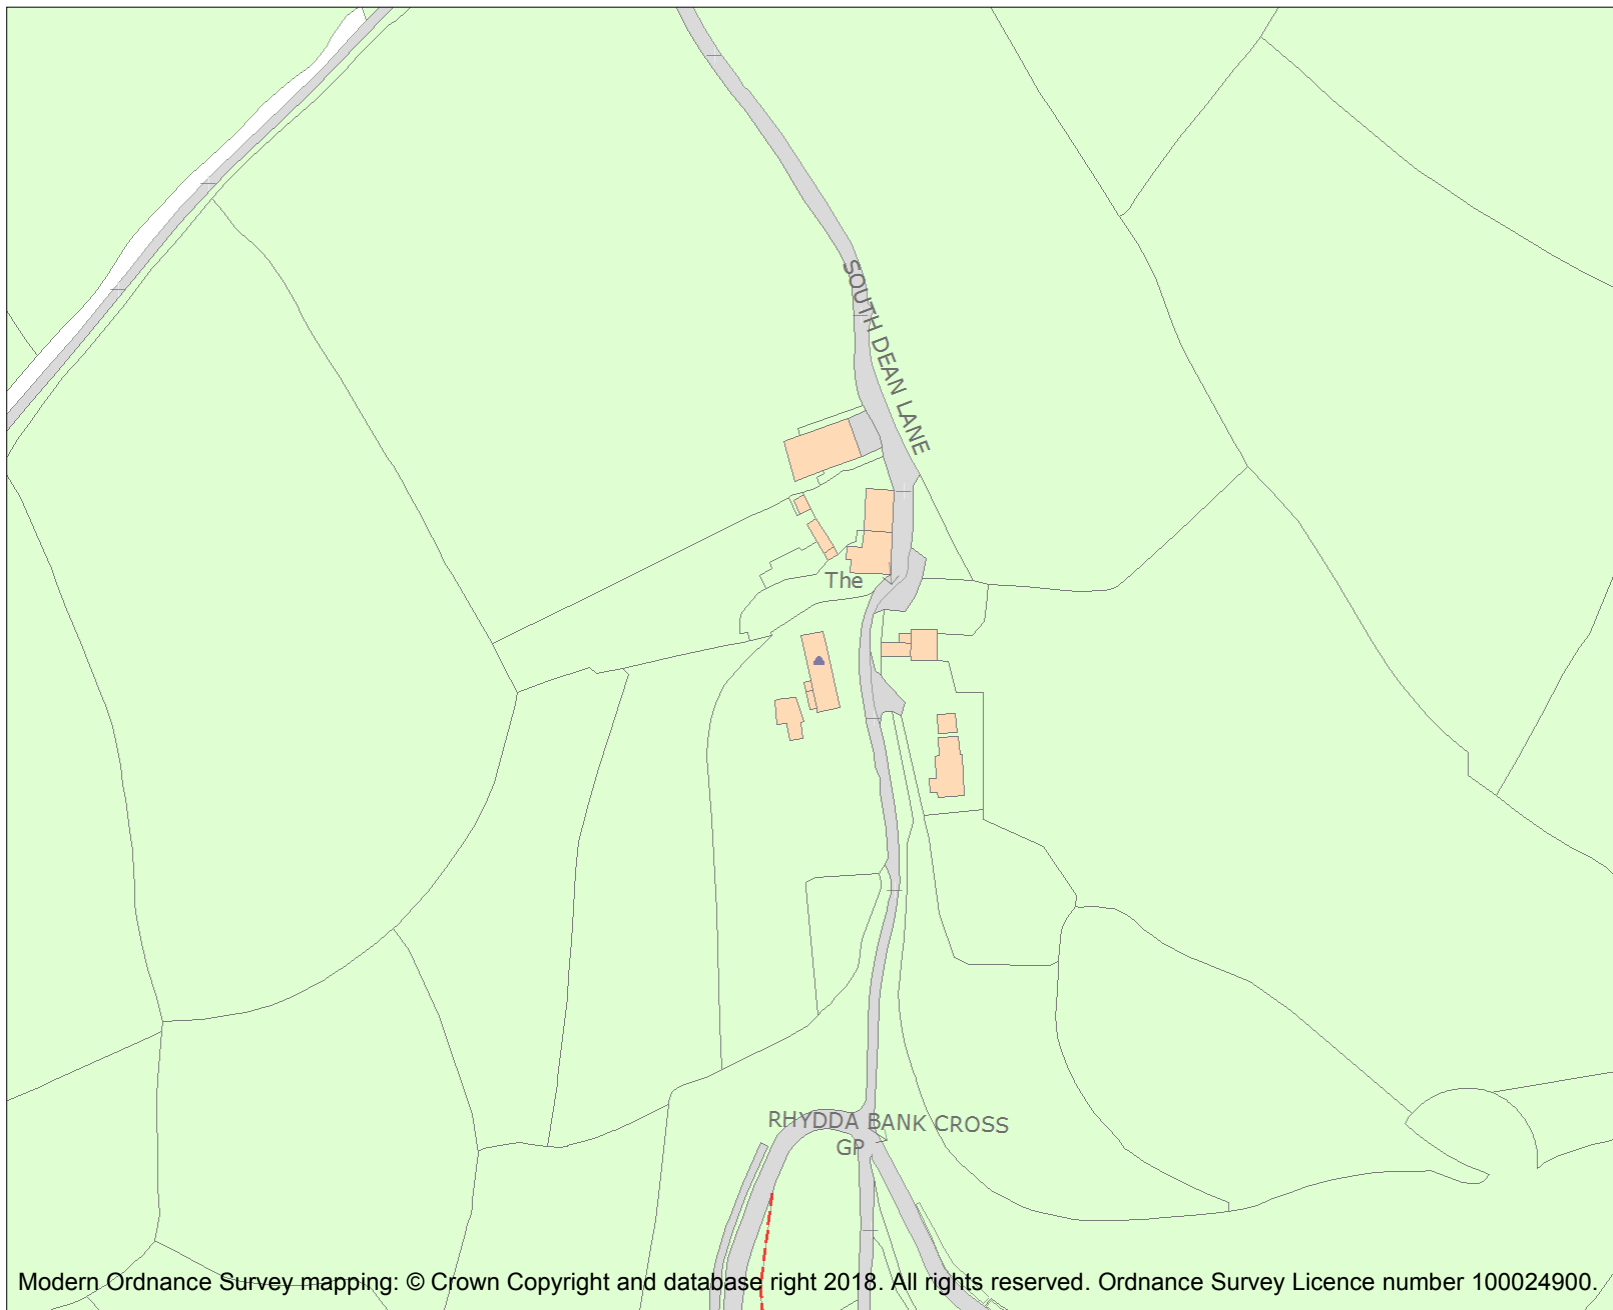 SOUTH DEAN LANE
The
RHYDDA BANK CROSS
GP
Modern Ordnance Survey mapping: © Crown Copyright and database right 2018. All rights reserved. Ordnance Survey Licence number 100024900.